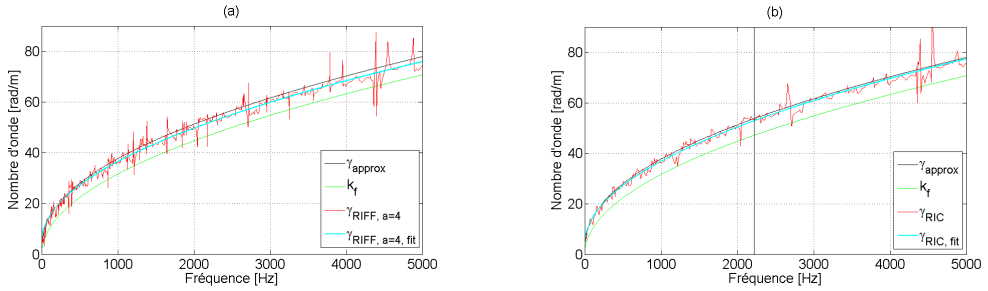 (a)
Nombre d'onde [rad/m]
80
60
40
20
0
0 1000 2000 3000 4000 5000
Fréquence [Hz]
γapprox
kf
γRIFF, a=4
γRIFF, a=4, fit
(b)
Nombre d'onde [rad/m]
80
60
40
20
0
0 1000 2000 3000 4000 5000
Fréquence [Hz]
γapprox
kf
γRIC
γRIC, fit